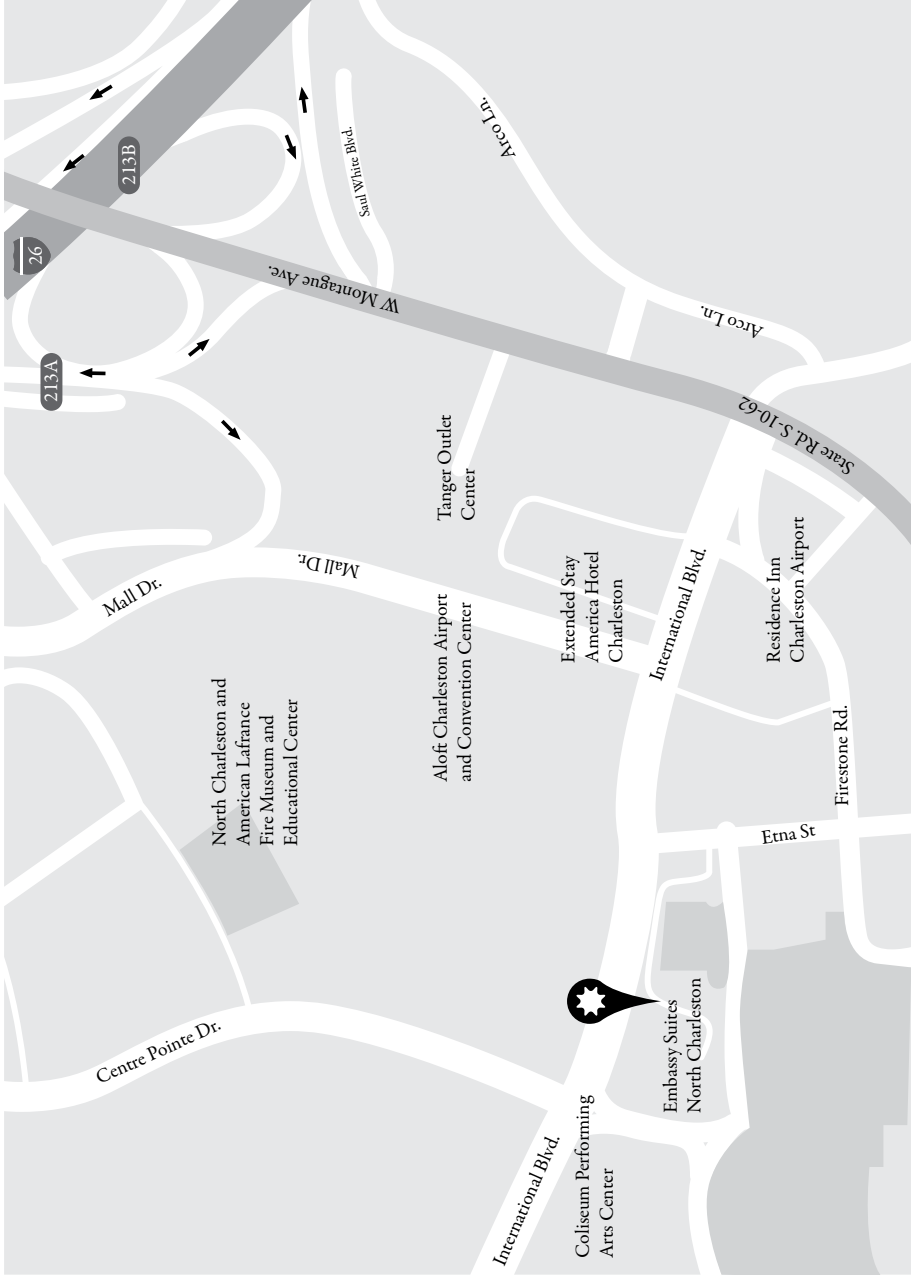 Arco Ln.
Saul White Blvd.
213B
26
W Montague Ave.
213A
Arco Ln.
State Rd. S-10-62
Tanger Outlet
Center
Mall Dr.
Mall Dr.
Extended Stay
America Hotel
Charleston
International Blvd.
Residence Inn
Charleston Airport
Aloft Charleston Airport
and Convention Center
North Charleston and
American Lafrance
Fire Museum and
Educational Center
Firestone Rd.
Etna St
Centre Pointe Dr.
Embassy Suites
North Charleston
Coliseum Performing
Arts Center
International Blvd.